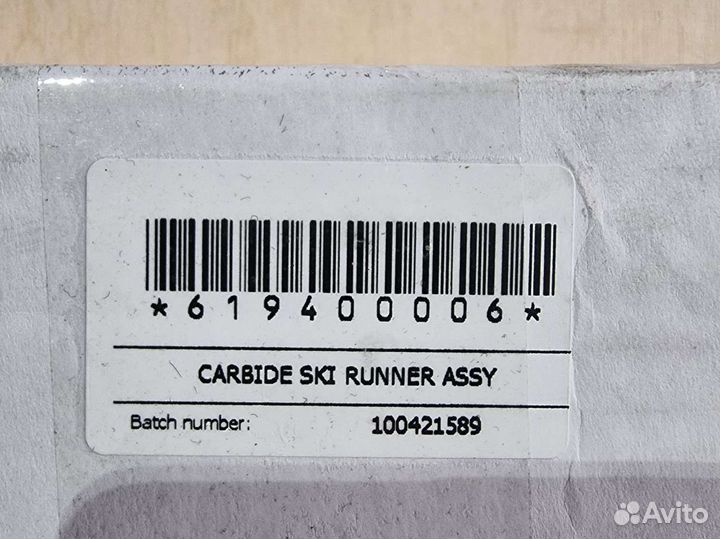 *619400006*
CARBIDE SKI RUNNER ASSY
Batch number: 100421589
Avito